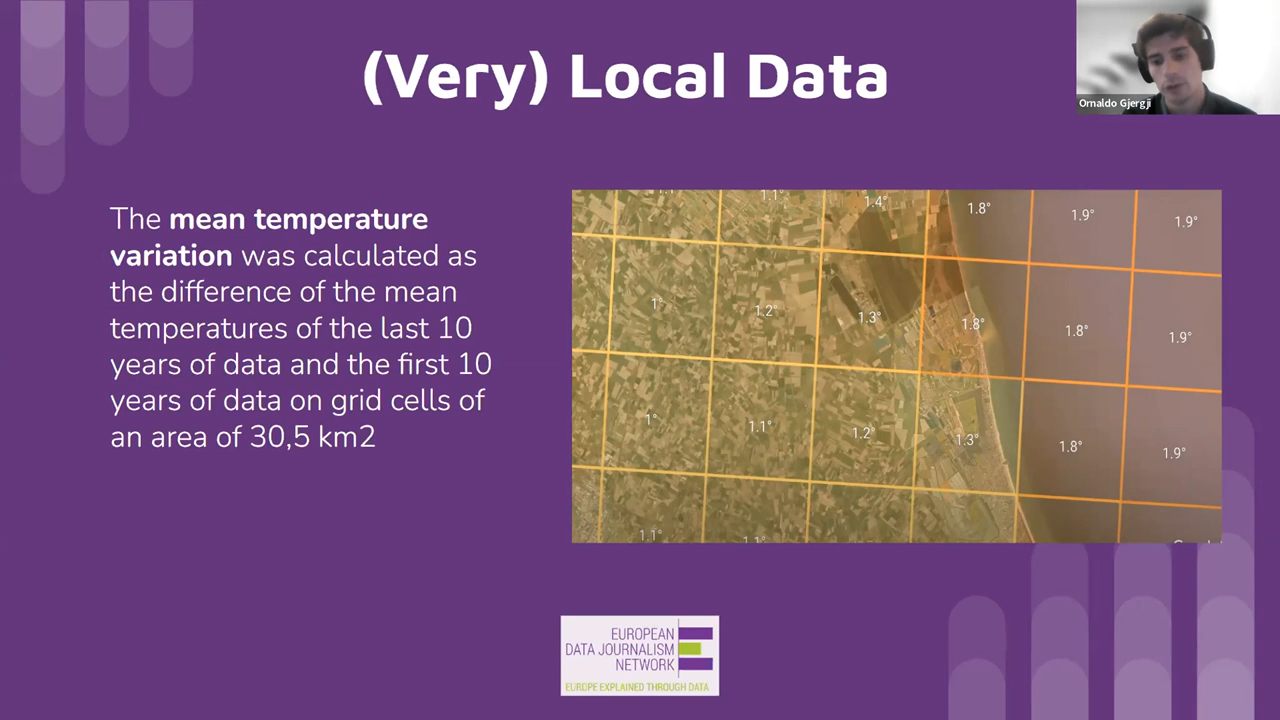 (Very) Local Data
Ornaldo Gjergji
The mean temperature
variation was calculated as
the difference of the mean
temperatures of the last 10
years of data and the first 10
years of data on grid cells of
an area of 30,5 km2
1.1°
1.4°
1.8°
1.9°
1.9°
1°
1.2°
1.3°
1.8°
1.8°
1.9°
1°
1.1°
1.2°
1.3°
1.8°
1.9°
1.1°
1.1°
EUROPEAN
DATA JOURNALISM
NETWORK
EUROPE EXPLAINED THROUGH DATA